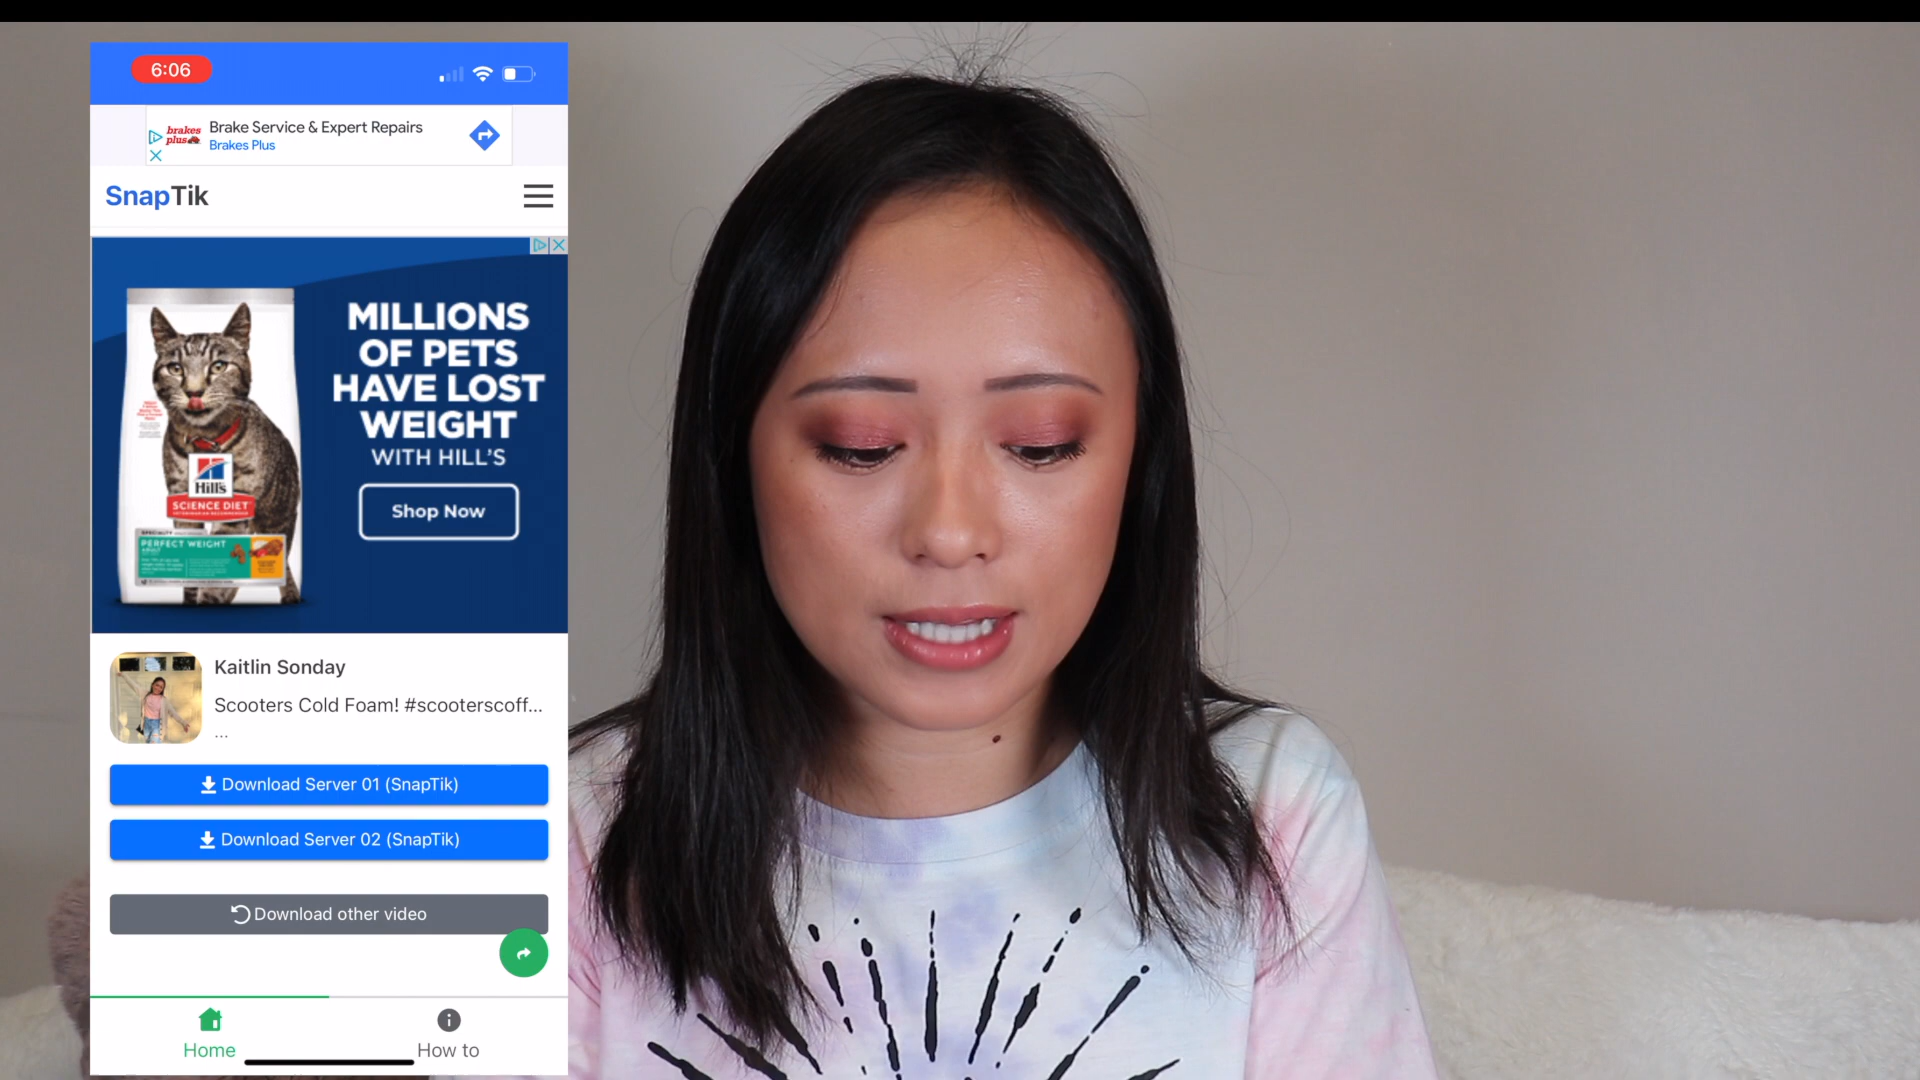 6:06
brakes plus
Brake Service & Expert Repairs
Brakes Plus
SnapTik
MILLIONS
OF PETS
HAVE LOST
WEIGHT
WITH HILL'S
Shop Now
Hill's
SCIENCE DIET
PERFECT WEIGHT
Kaitlin Sonday
Scooters Cold Foam! #scooterscoff...
...
Download Server 01 (SnapTik)
Download Server 02 (SnapTik)
Download other video
Home
How to